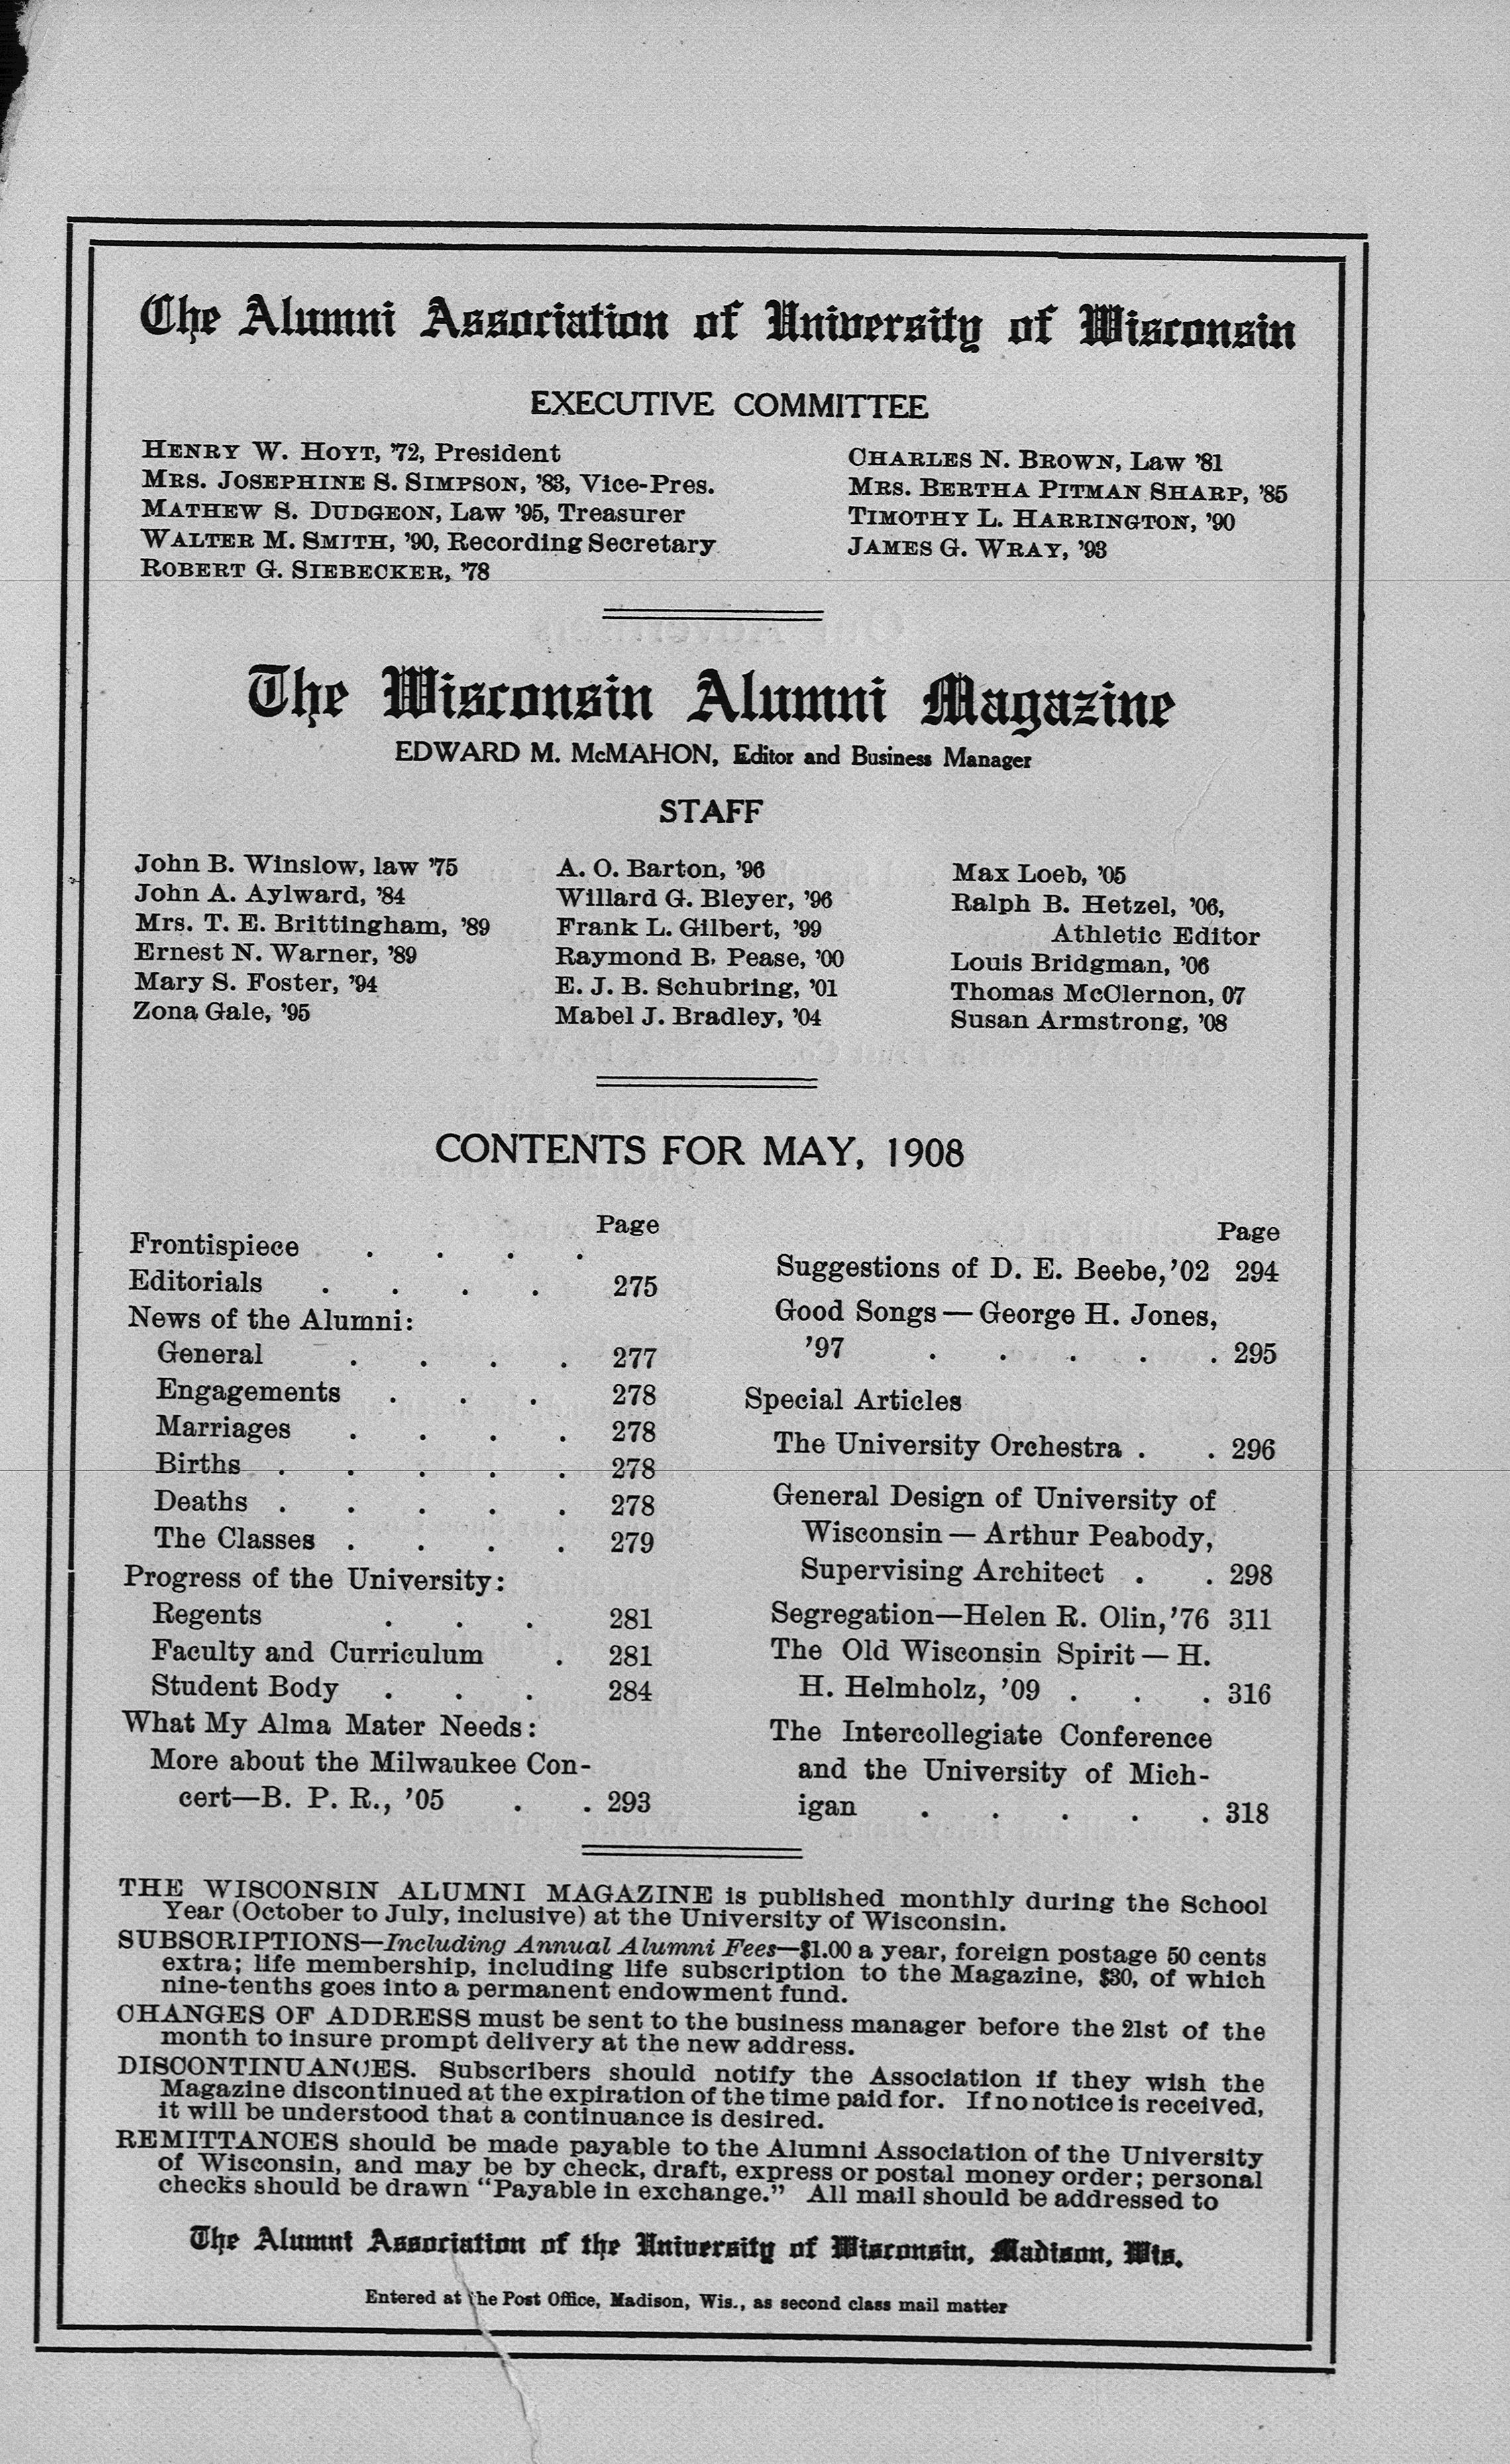 The Alumni Association of University of Wisconsin
EXECUTIVE COMMITTEE
HENRY W. HOYT, '72, President
MRS. JOSEPHINE S. SIMPSON, '83, Vice-Pres.
MATHEW S. DUDGEON, Law '95, Treasurer
WALTER M. SMITH, '90, Recording Secretary
ROBERT G. SIEBECKER, '78
CHARLES N. BROWN, Law '81
MRS. BERTHA PITMAN SHARP, '85
TIMOTHY L. HARRINGTON, '90
JAMES G. WRAY, '93
The Wisconsin Alumni Magazine
EDWARD M. McMAHON, Editor and Business Manager
STAFF
John B. Winslow, law '75
John A. Aylward, '84
Mrs. T. E. Brittingham, '89
Ernest N. Warner, '89
Mary S. Foster, '94
Zona Gale, '95
A. O. Barton, '96
Willard G. Bleyer, '96
Frank L. Gilbert, '99
Raymond B. Pease, '00
E. J. B. Schubring, '01
Mabel J. Bradley, '04
Max Loeb, '05
Ralph B. Hetzel, '06,
Athletic Editor
Louis Bridgman, '06
Thomas McClernon, 07
Susan Armstrong, '08
CONTENTS FOR MAY, 1908
Page
Frontispiece . . . .
Editorials . . . . 275
News of the Alumni:
General . . . . 277
Engagements . . . 278
Marriages . . . . 278
Births . . . . . 278
Deaths . . . . . 278
The Classes . . . . 279
Progress of the University:
Regents . . . 281
Faculty and Curriculum . 281
Student Body . . . 284
What My Alma Mater Needs:
More about the Milwaukee Con-
cert—B. P. R., '05 . . 293
Page
Suggestions of D. E. Beebe, '02 294
Good Songs — George H. Jones,
'97 . . . . . 295
Special Articles
The University Orchestra . . 296
General Design of University of
Wisconsin — Arthur Peabody,
Supervising Architect . . 298
Segregation—Helen R. Olin, '76 311
The Old Wisconsin Spirit — H.
H. Helmholz, '09 . . . 316
The Intercollegiate Conference
and the University of Mich-
igan . . . . . 318
THE WISCONSIN ALUMNI MAGAZINE is published monthly during the School
Year (October to July, inclusive) at the University of Wisconsin.
SUBSCRIPTIONS—Including Annual Alumni Fees—$1.00 a year, foreign postage 50 cents
extra; life membership, including life subscription to the Magazine, $30, of which
nine-tenths goes into a permanent endowment fund.
CHANGES OF ADDRESS must be sent to the business manager before the 21st of the
month to insure prompt delivery at the new address.
DISCONTINUANCES. Subscribers should notify the Association if they wish the
Magazine discontinued at the expiration of the time paid for. If no notice is received,
it will be understood that a continuance is desired.
REMITTANCES should be made payable to the Alumni Association of the University
of Wisconsin, and may be by check, draft, express or postal money order; personal
checks should be drawn "Payable in exchange." All mail should be addressed to
The Alumni Association of the University of Wisconsin, Madison, Wis.
Entered at the Post Office, Madison, Wis., as second class mail matter